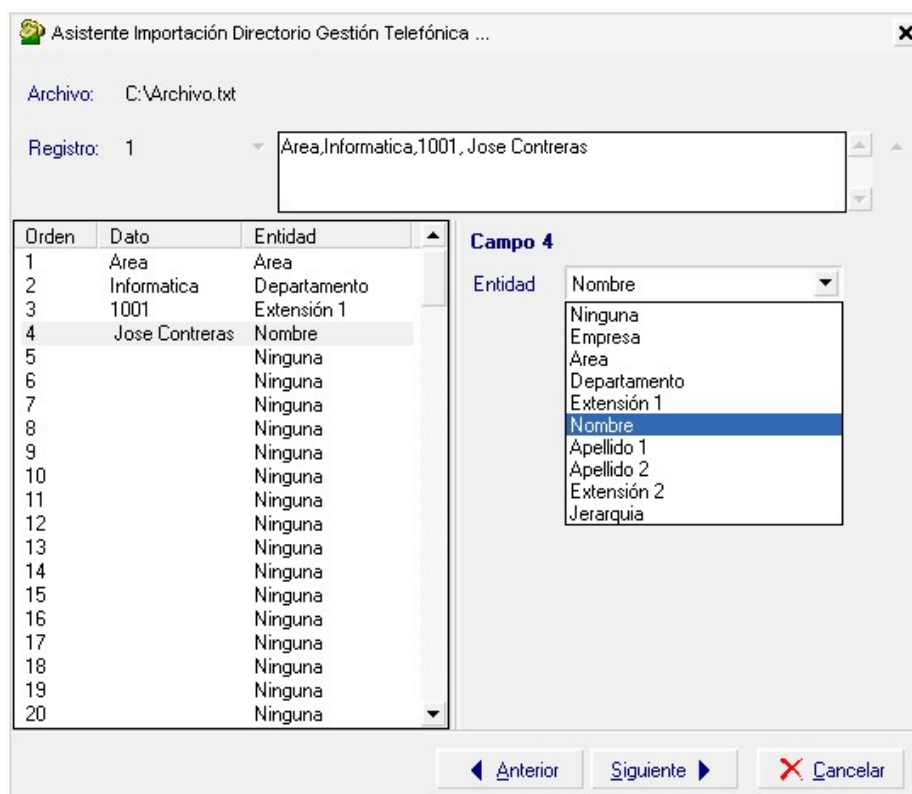 Asistente Importación Directorio Gestión Telefónica ...
Archivo: C:\Archivo.txt
Registro: 1 Area,Informatica,1001, Jose Contreras
Orden Dato Entidad
1 Area Area
2 Informatica Departamento
3 1001 Extensión 1
4 Jose Contreras Nombre
5 Ninguna
6 Ninguna
7 Ninguna
8 Ninguna
9 Ninguna
10 Ninguna
11 Ninguna
12 Ninguna
13 Ninguna
14 Ninguna
15 Ninguna
16 Ninguna
17 Ninguna
18 Ninguna
19 Ninguna
20 Ninguna
Campo 4
Entidad Nombre
Ninguna
Empresa
Area
Departamento
Extensión 1
Nombre
Apellido 1
Apellido 2
Extensión 2
Jerarquia
Anterior Siguiente Cancelar